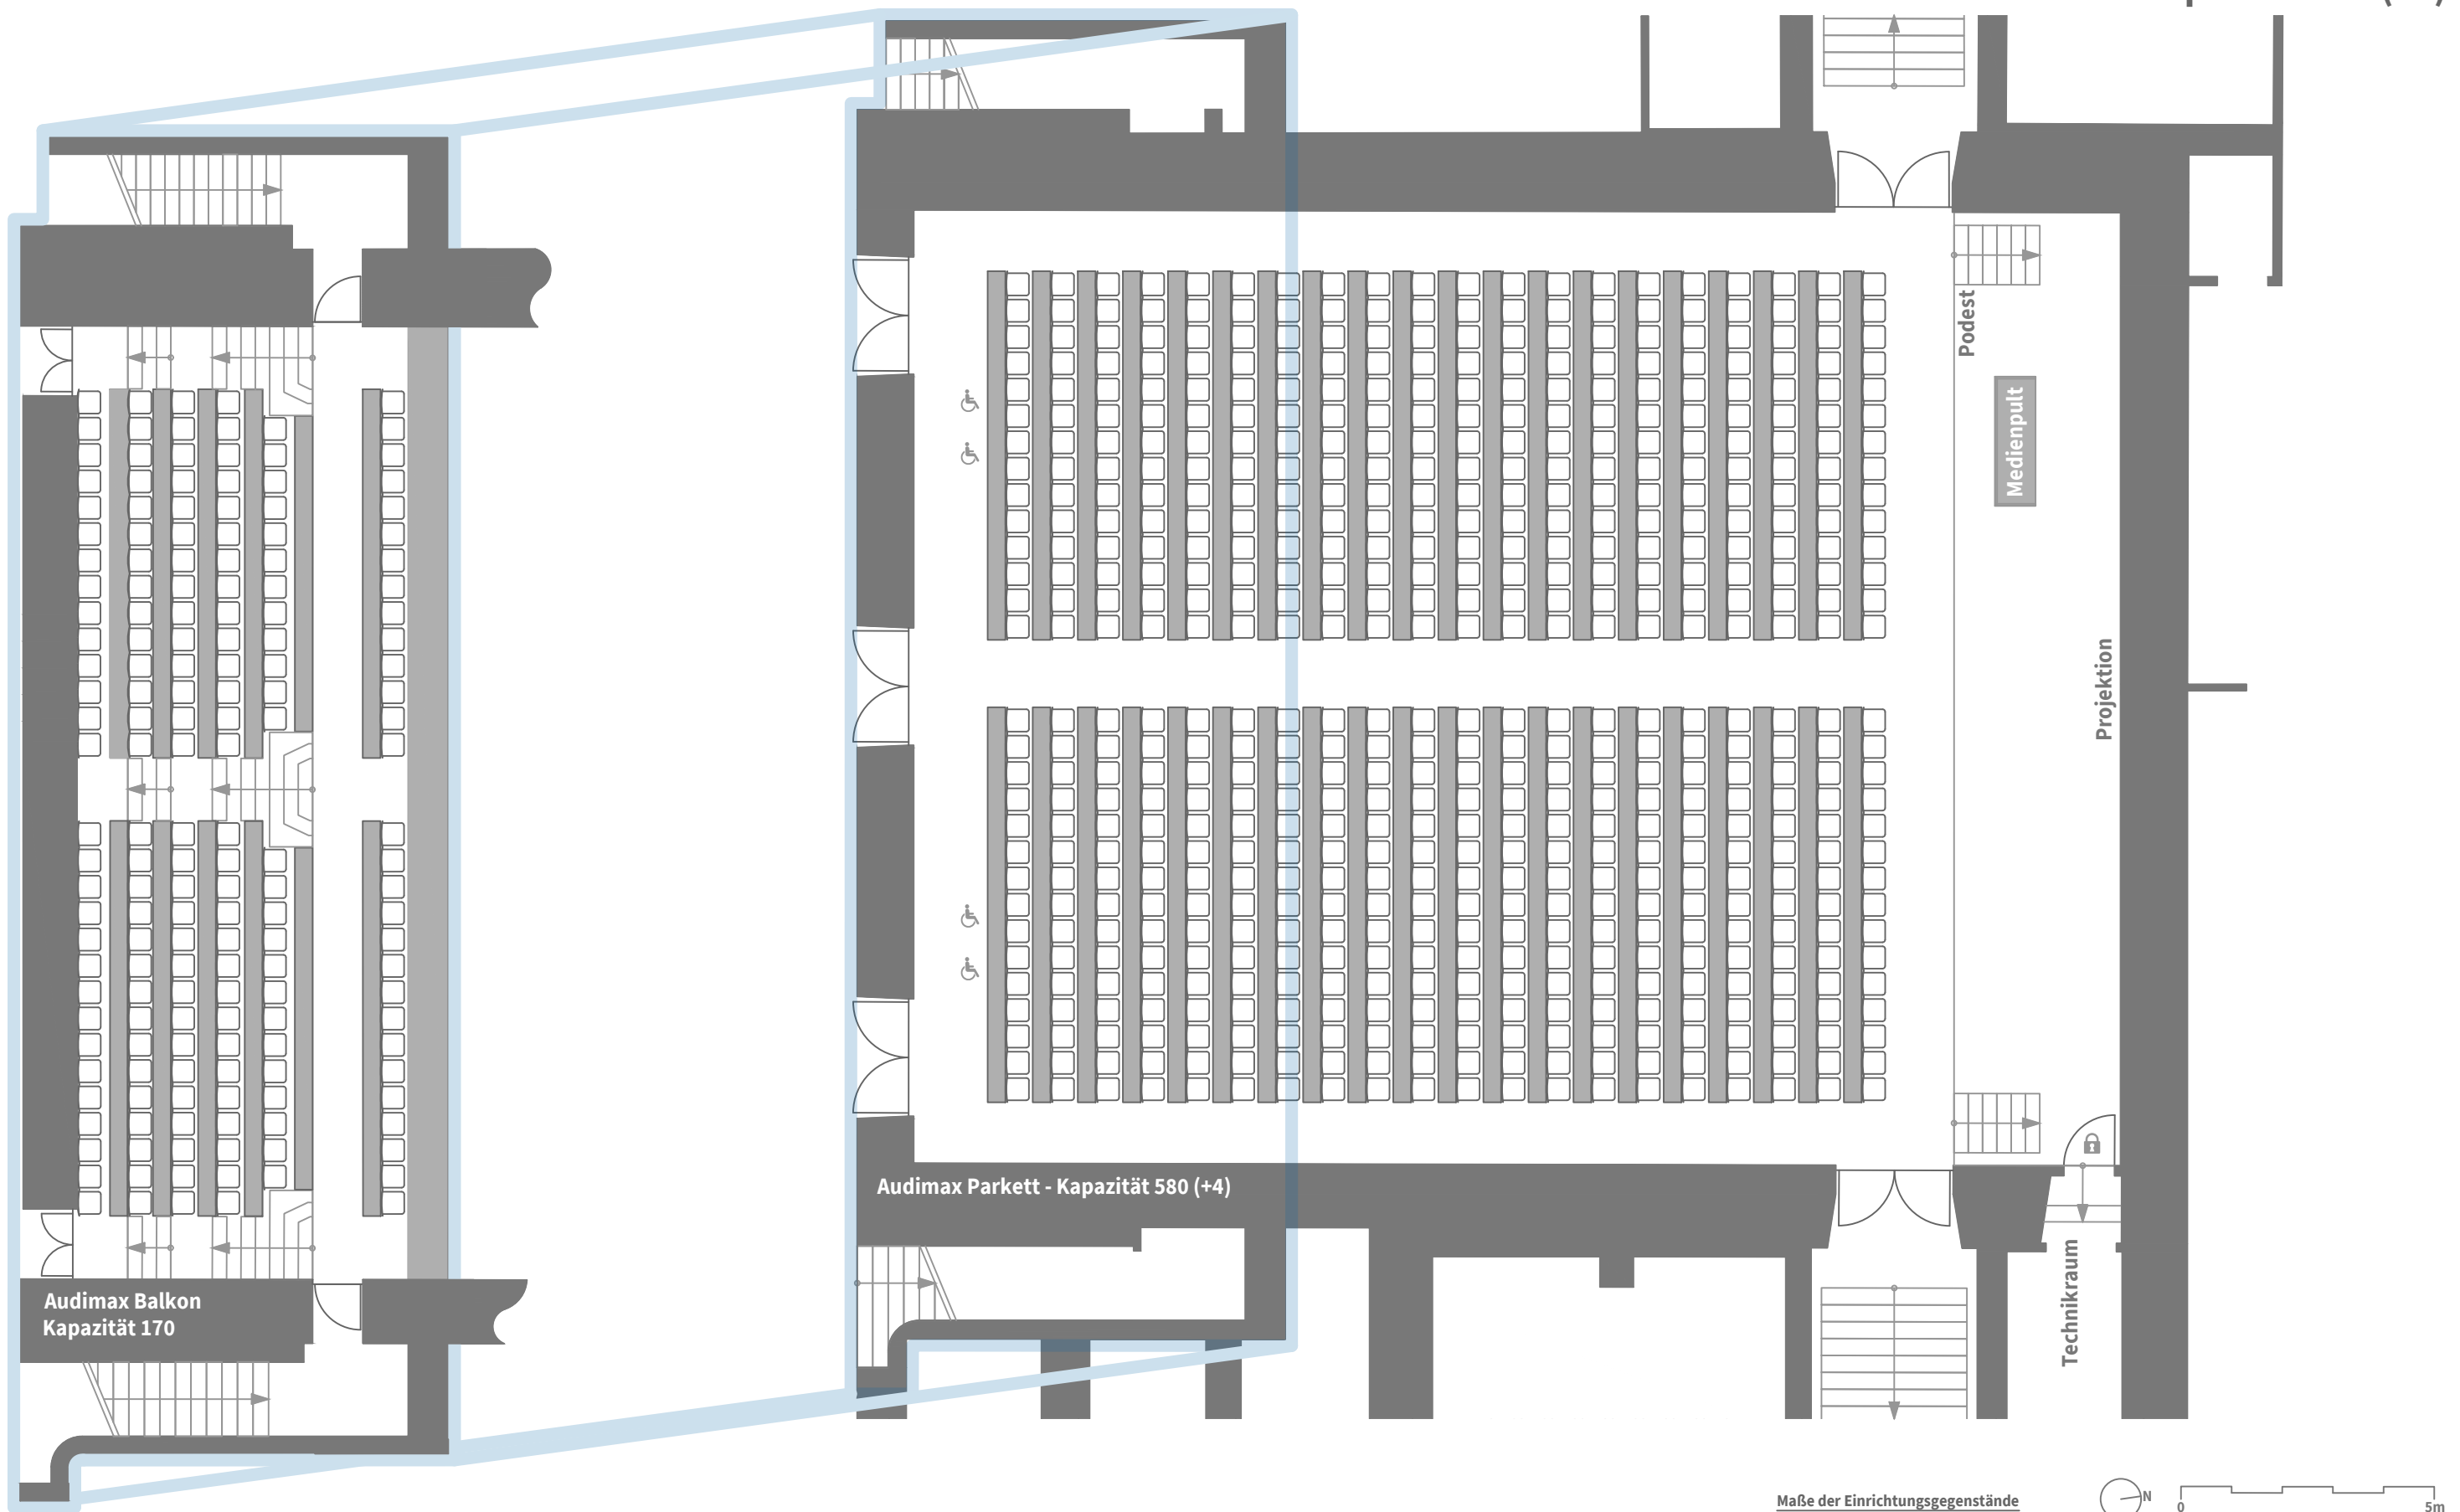 Podest
Medienpult
Projektion
Audimax Parkett - Kapazität 580 (+4)
Audimax Balkon
Kapazität 170
Technikraum
Maße der Einrichtungsgegenstände
N
0
5m